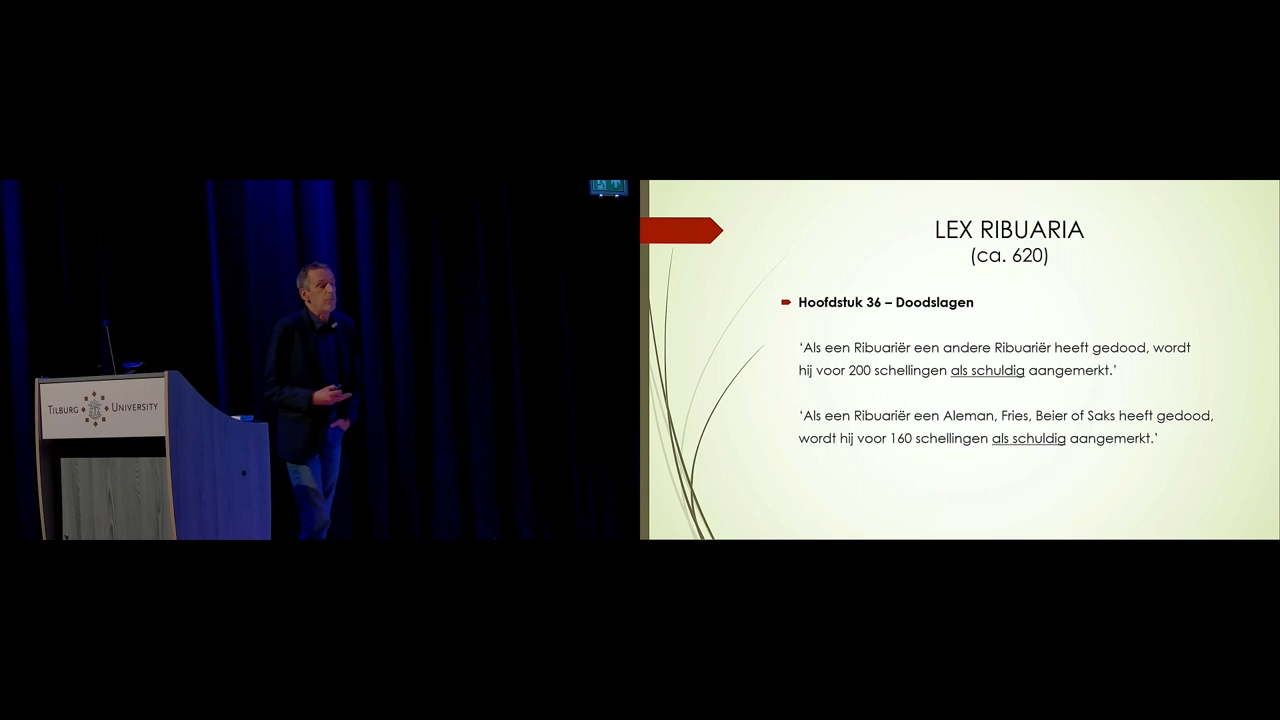 TILBURG UNIVERSITY
LEX RIBUARIA
(ca. 620)
Hoofdstuk 36 – Doodslagen
‘Als een Ribuariër een andere Ribuariër heeft gedood, wordt
hij voor 200 schellingen als schuldig aangemerkt.’
‘Als een Ribuariër een Aleman, Fries, Beier of Saks heeft gedood,
wordt hij voor 160 schellingen als schuldig aangemerkt.’